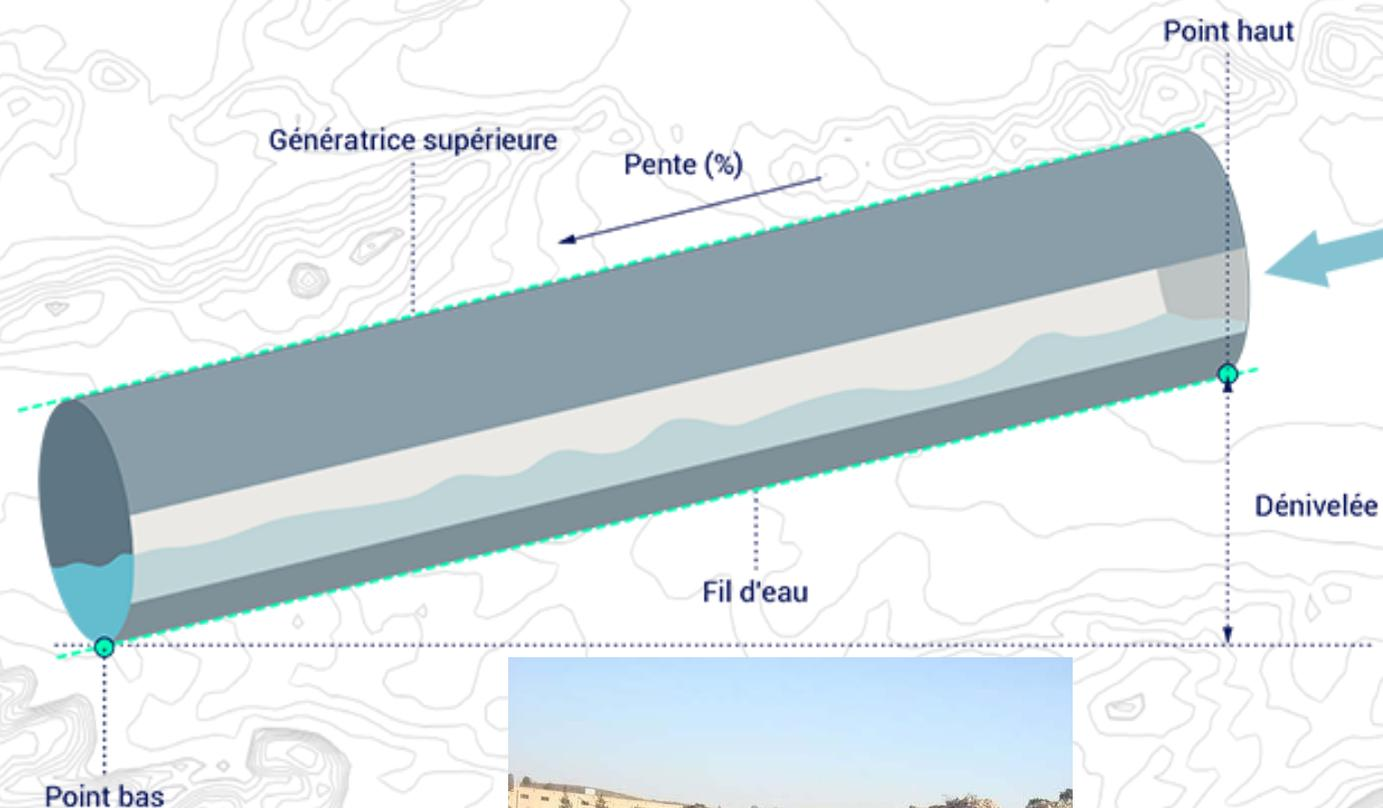 Point haut
Génératrice supérieure
Pente (%)
Dénivelée
Fil d'eau
Point bas